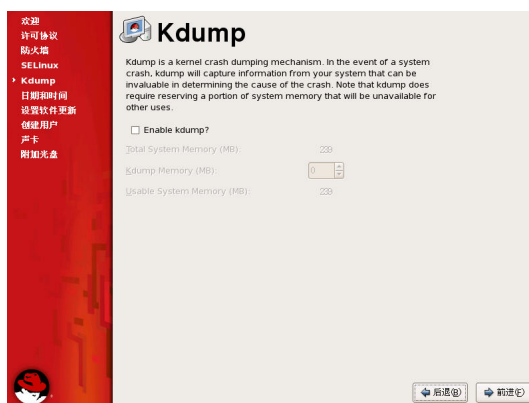 欢迎
许可协议
防火墙
SELinux
Kdump
日期和时间
设置软件更新
创建用户
声卡
附加光盘
Kdump
Kdump is a kernel crash dumping mechanism. In the event of a system
crash, kdump will capture information from your system that can be
invaluable in determining the cause of the crash. Note that kdump does
require reserving a portion of system memory that will be unavailable for
other uses.
Enable kdump?
Total System Memory (MB): 239
Kdump Memory (MB): 0
Usable System Memory (MB): 239
后退(B)
前进(F)